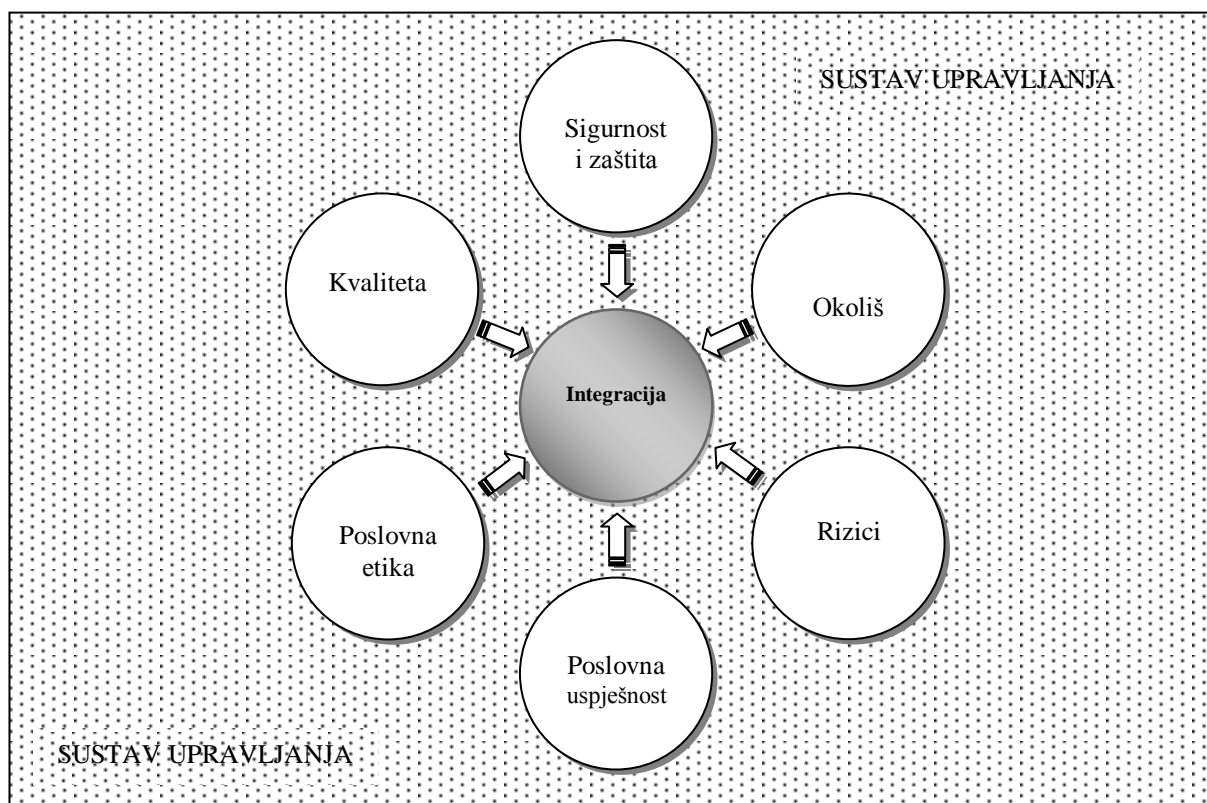 SUSTAV UPRAVLJANJA
Sigurnost
i zaštita
Kvaliteta
Okoliš
Integracija
Poslovna
etika
Rizici
Poslovna
uspješnost
SUSTAV UPRAVLJANJA